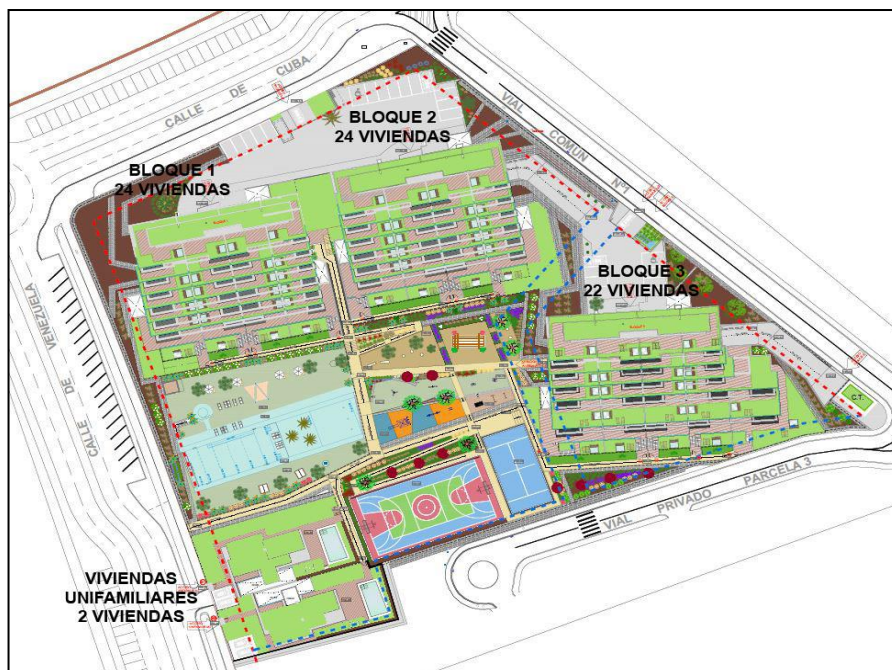 CALLE DE CUBA
BLOQUE 2
24 VIVIENDAS
BLOQUE 1
24 VIVIENDAS
VIAL COMÚN Nº1
BLOQUE 3
22 VIVIENDAS
CALLE DE VENEZUELA
C.T.
VIAL PRIVADO PARCELA 3
VIVIENDAS
UNIFAMILIARES
2 VIVIENDAS